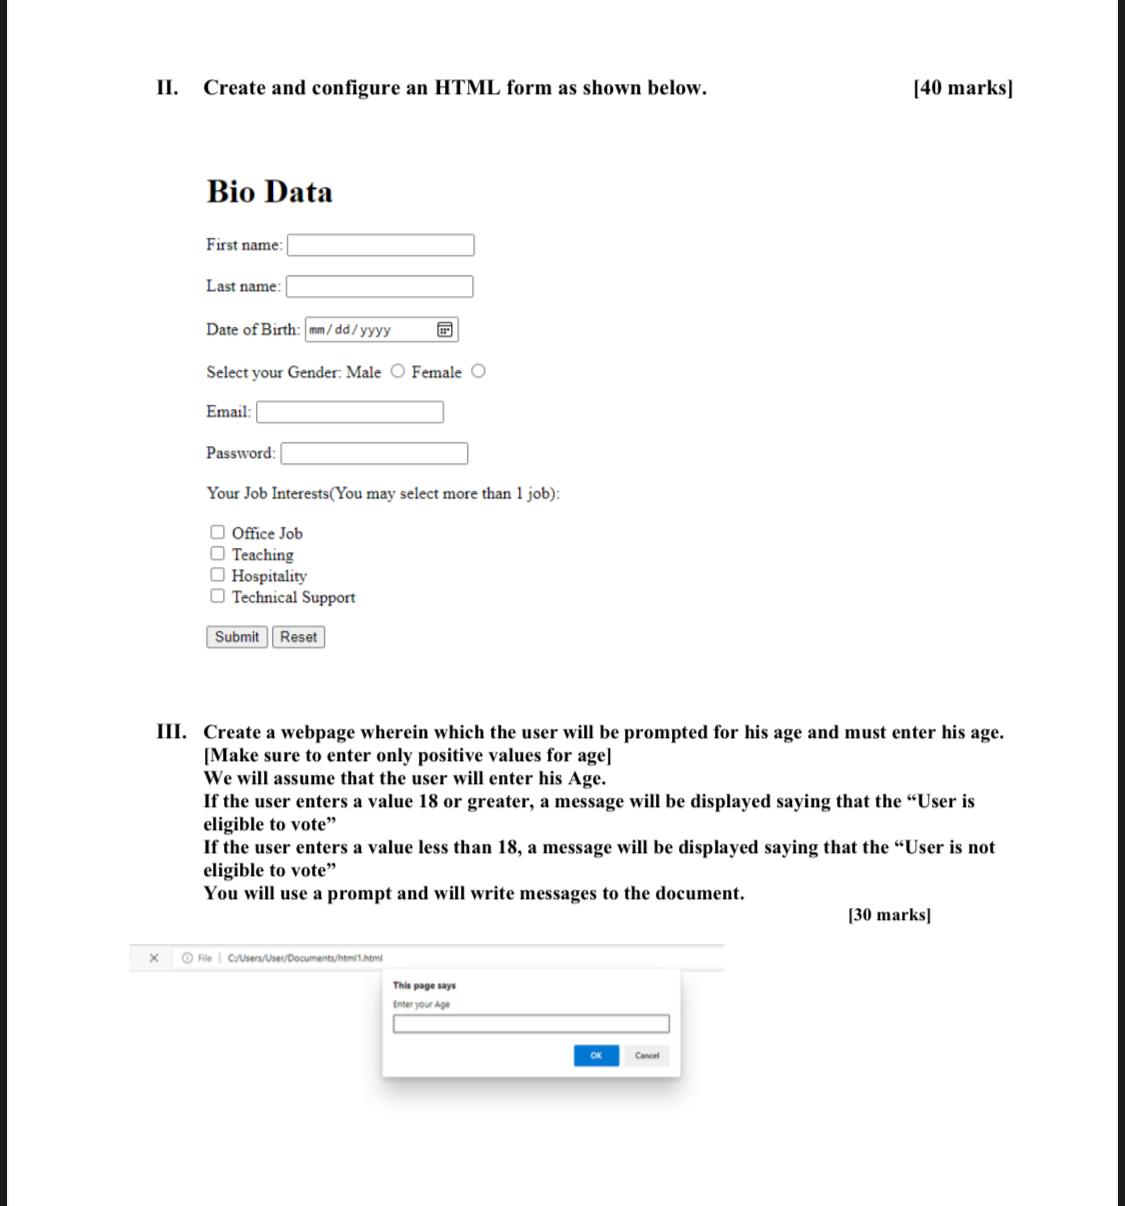 II. Create and configure an HTML form as shown below. [40 marks]
Bio Data
First name:
Last name:
Date of Birth: mm/dd/yyyy
Select your Gender: Male Female
Email:
Password:
Your Job Interests(You may select more than 1 job):
Office Job
Teaching
Hospitality
Technical Support
Submit Reset
III. Create a webpage wherein which the user will be prompted for his age and must enter his age.
[Make sure to enter only positive values for age]
We will assume that the user will enter his Age.
If the user enters a value 18 or greater, a message will be displayed saying that the “User is
eligible to vote”
If the user enters a value less than 18, a message will be displayed saying that the “User is not
eligible to vote”
You will use a prompt and will write messages to the document.
[30 marks]
File | C:/Users/User/Documents/html1.html
This page says
Enter your Age
OK Cancel